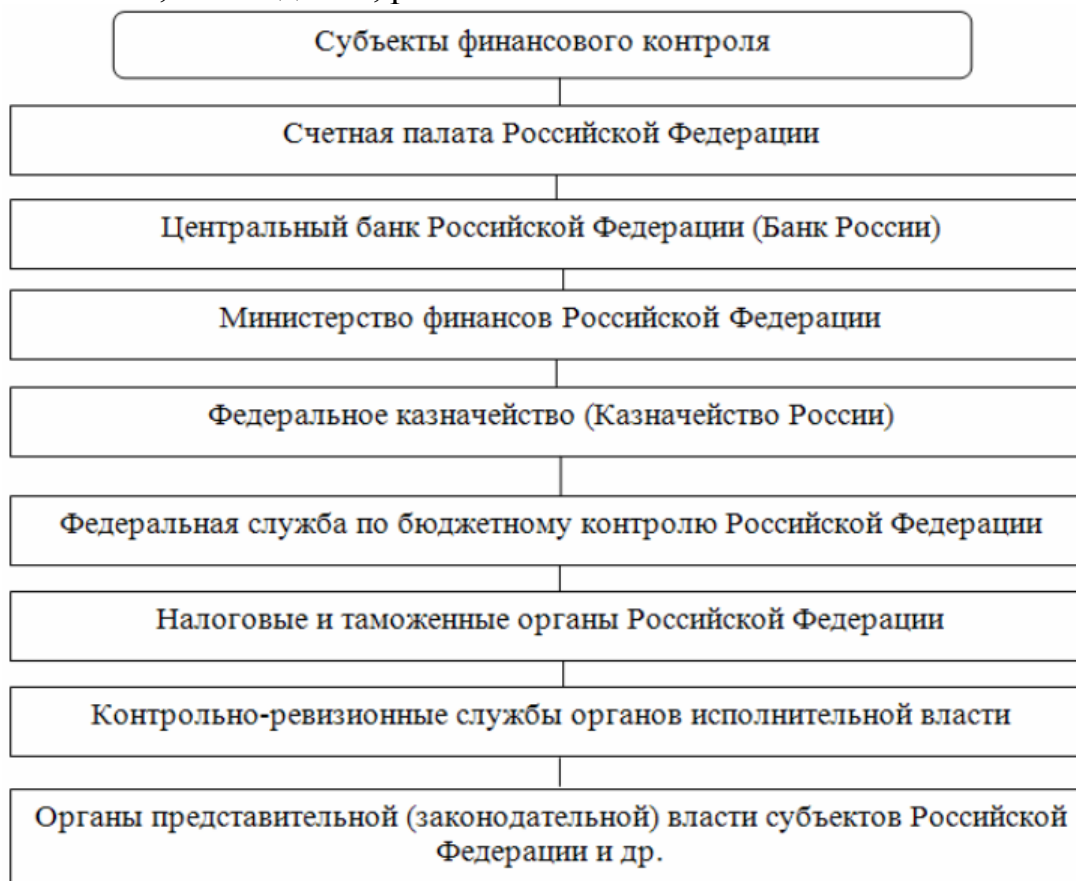 Субъекты финансового контроля
Счетная палата Российской Федерации
Центральный банк Российской Федерации (Банк России)
Министерство финансов Российской Федерации
Федеральное казначейство (Казначейство России)
Федеральная служба по бюджетному контролю Российской Федерации
Налоговые и таможенные органы Российской Федерации
Контрольно-ревизионные службы органов исполнительной власти
Органы представительной (законодательной) власти субъектов Российской
Федерации и др.